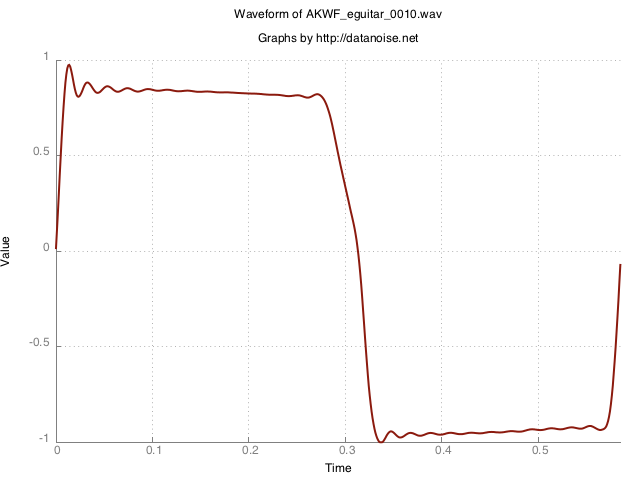 Waveform of AKWF_eguitar_0010.wav
Graphs by http://datanoise.net
1
0.5
0
-0.5
-1
Value
0 0.1 0.2 0.3 0.4 0.5
Time